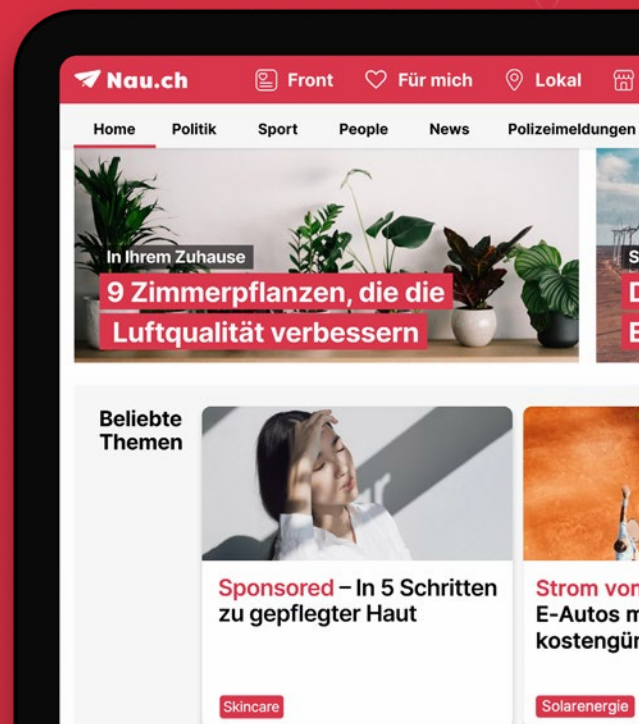 Nau.ch
Front
Für mich
Lokal
Home
Politik
Sport
People
News
Polizeimeldungen
In Ihrem Zuhause
9 Zimmerpflanzen, die die
Luftqualität verbessern
S
D
E
Beliebte
Themen
Sponsored – In 5 Schritten
zu gepflegter Haut
Skincare
Strom von
E-Autos m
kostengün
Solarenergie